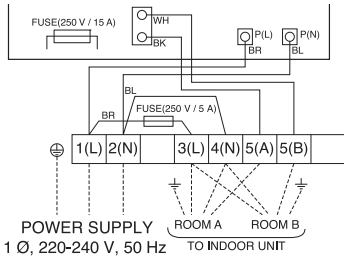 FUSE(250 V / 15 A)
WH
BK
P(L)
P(N)
BR
BL
BL
BR
FUSE(250 V / 5 A)
1(L)
2(N)
3(L)
4(N)
5(A)
5(B)
POWER SUPPLY
1 Ø, 220-240 V, 50 Hz
ROOM A
ROOM B
TO INDOOR UNIT